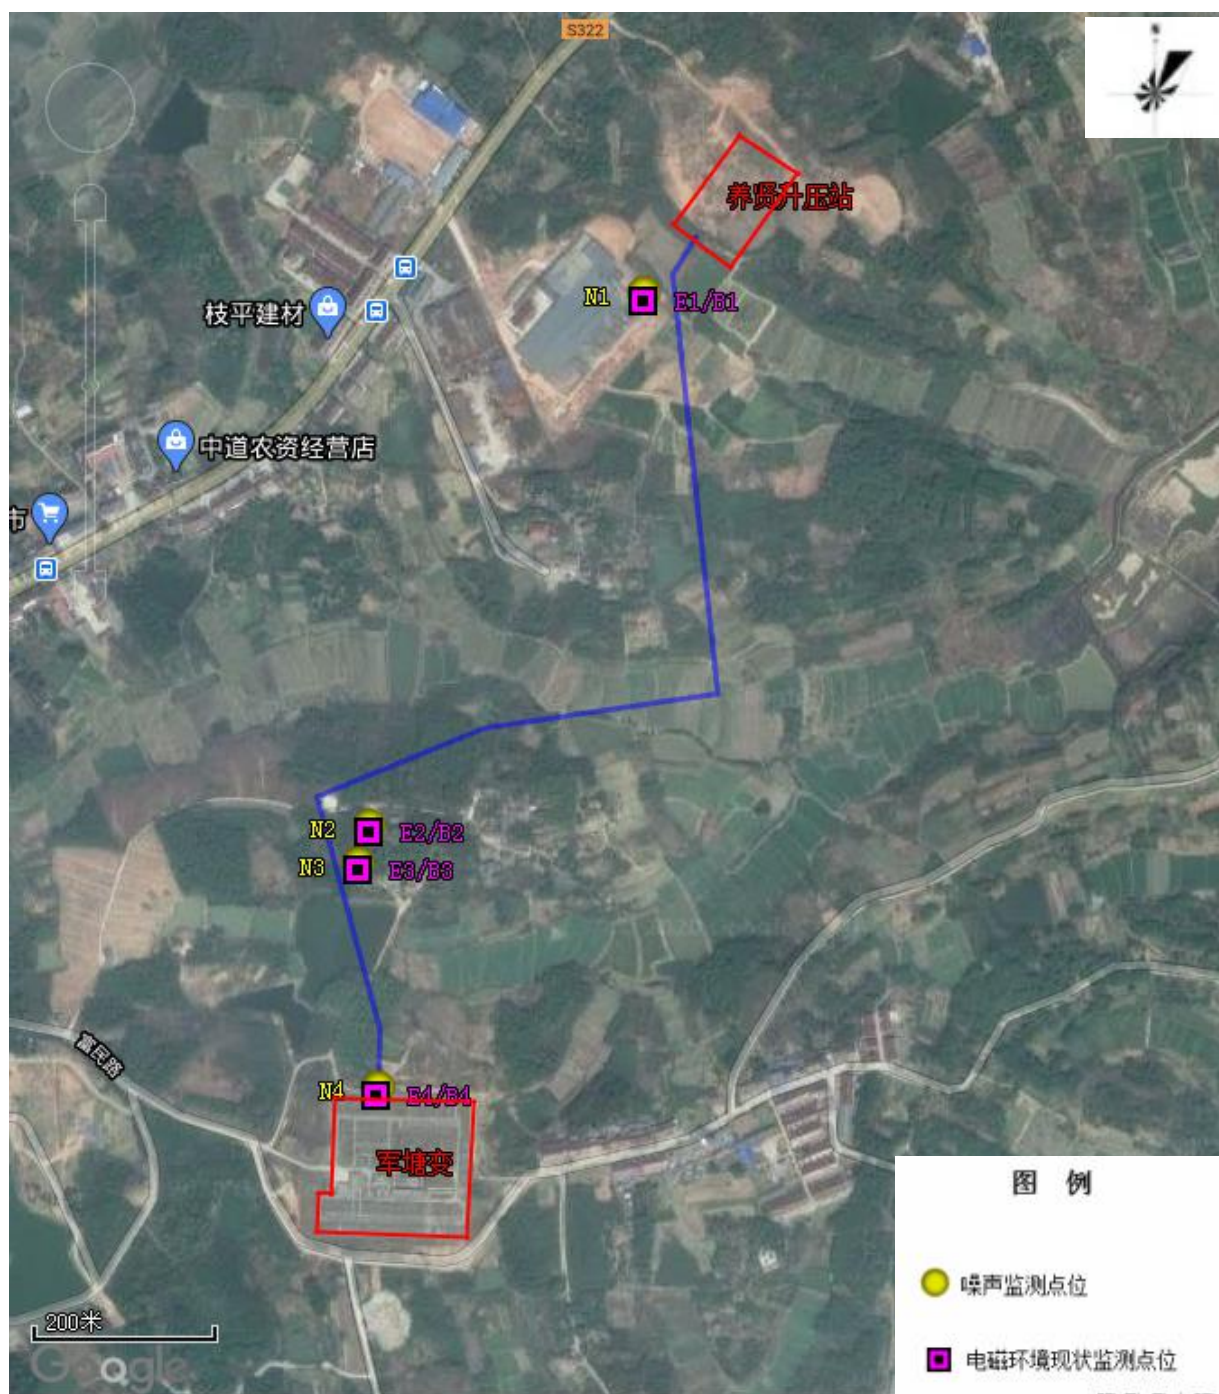 S322
养贤升压站
N1
E1/B1
枝平建材
中道农资经营店
市
N2
E2/B2
N3
E3/B3
富民路
N4
E4/B4
军塘变
图 例
噪声监测点位
200米
电磁环境现状监测点位
Google